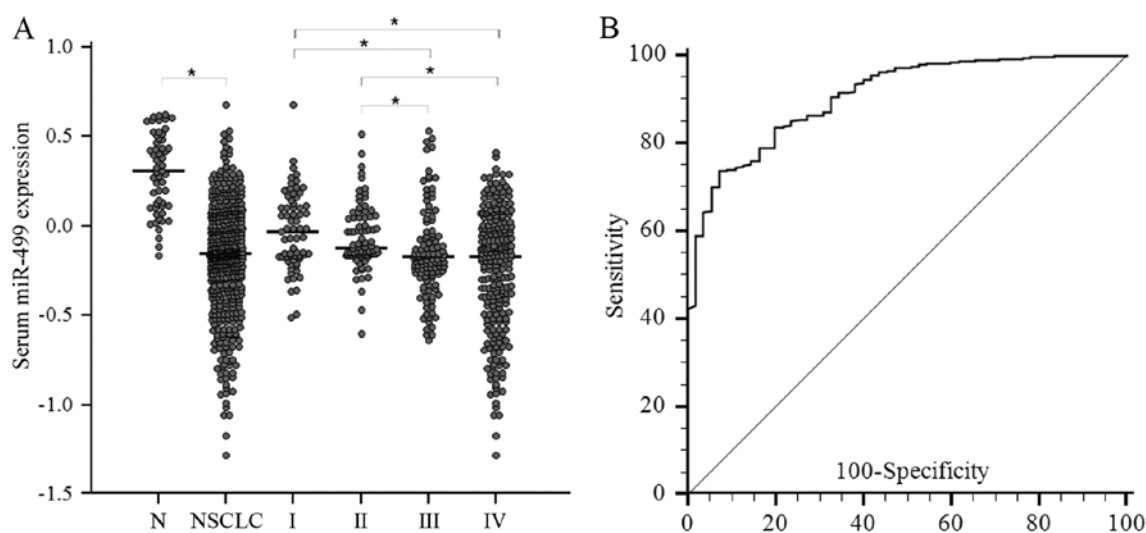 A
1.0
0.5
0.0
-0.5
-1.0
-1.5
Serum miR-499 expression
*
*
*
*
*
N NSCLC I II III IV
B
100
80
60
40
20
0
Sensitivity
100-Specificity
0 20 40 60 80 100